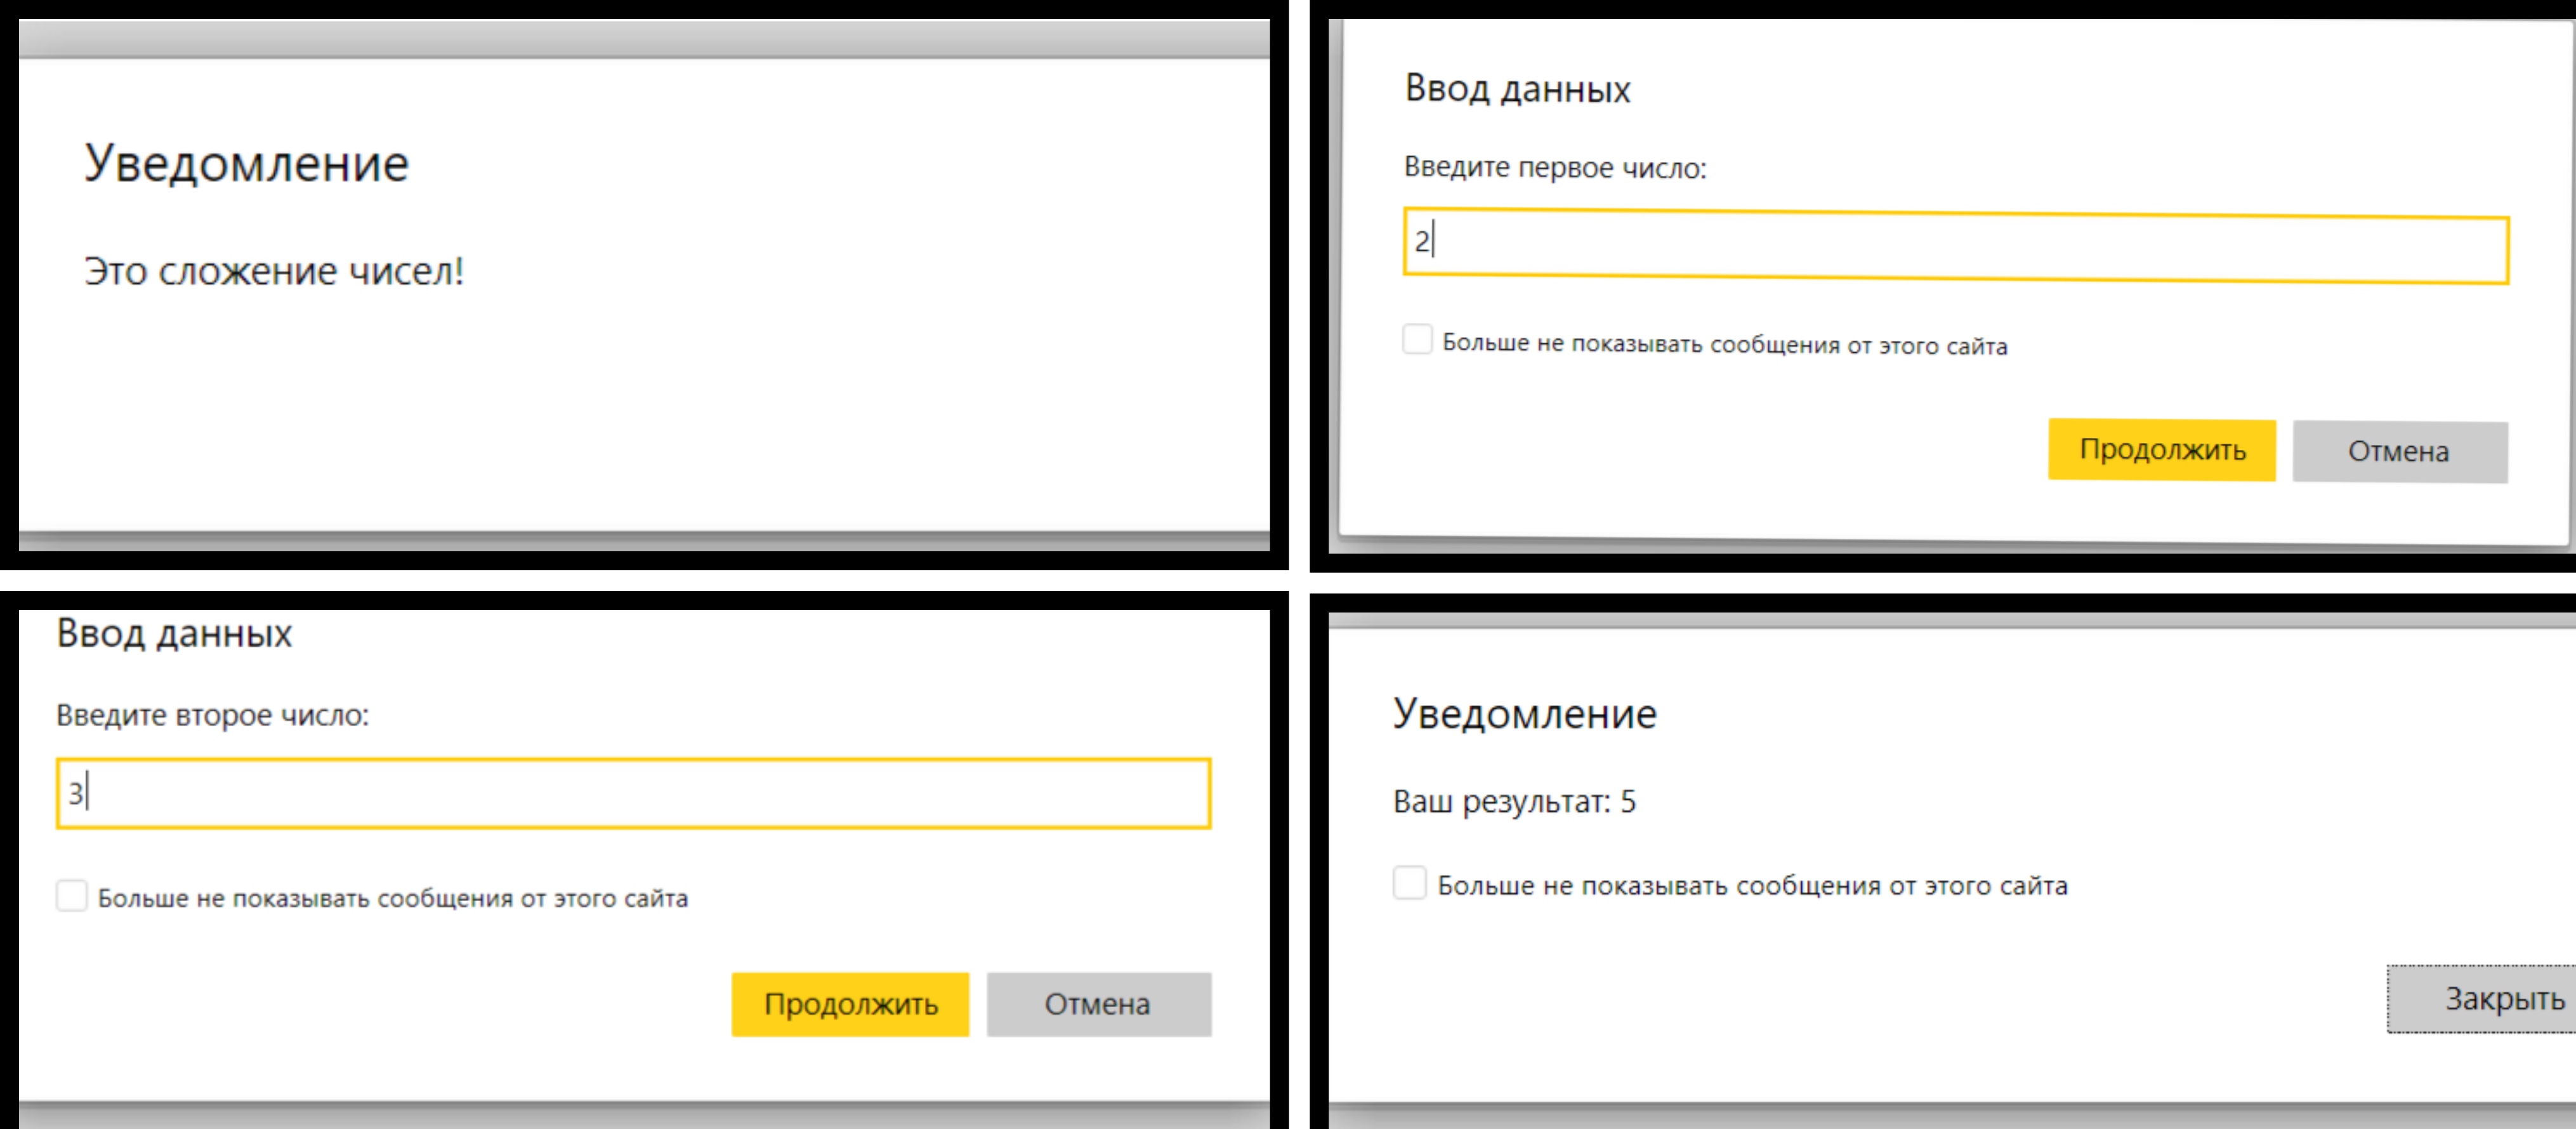 Уведомление
Это сложение чисел!
Ввод данных
Введите первое число:
2
Больше не показывать сообщения от этого сайта
Продолжить
Отмена
Ввод данных
Введите второе число:
3
Больше не показывать сообщения от этого сайта
Продолжить
Отмена
Уведомление
Ваш результат: 5
Больше не показывать сообщения от этого сайта
Закрыть